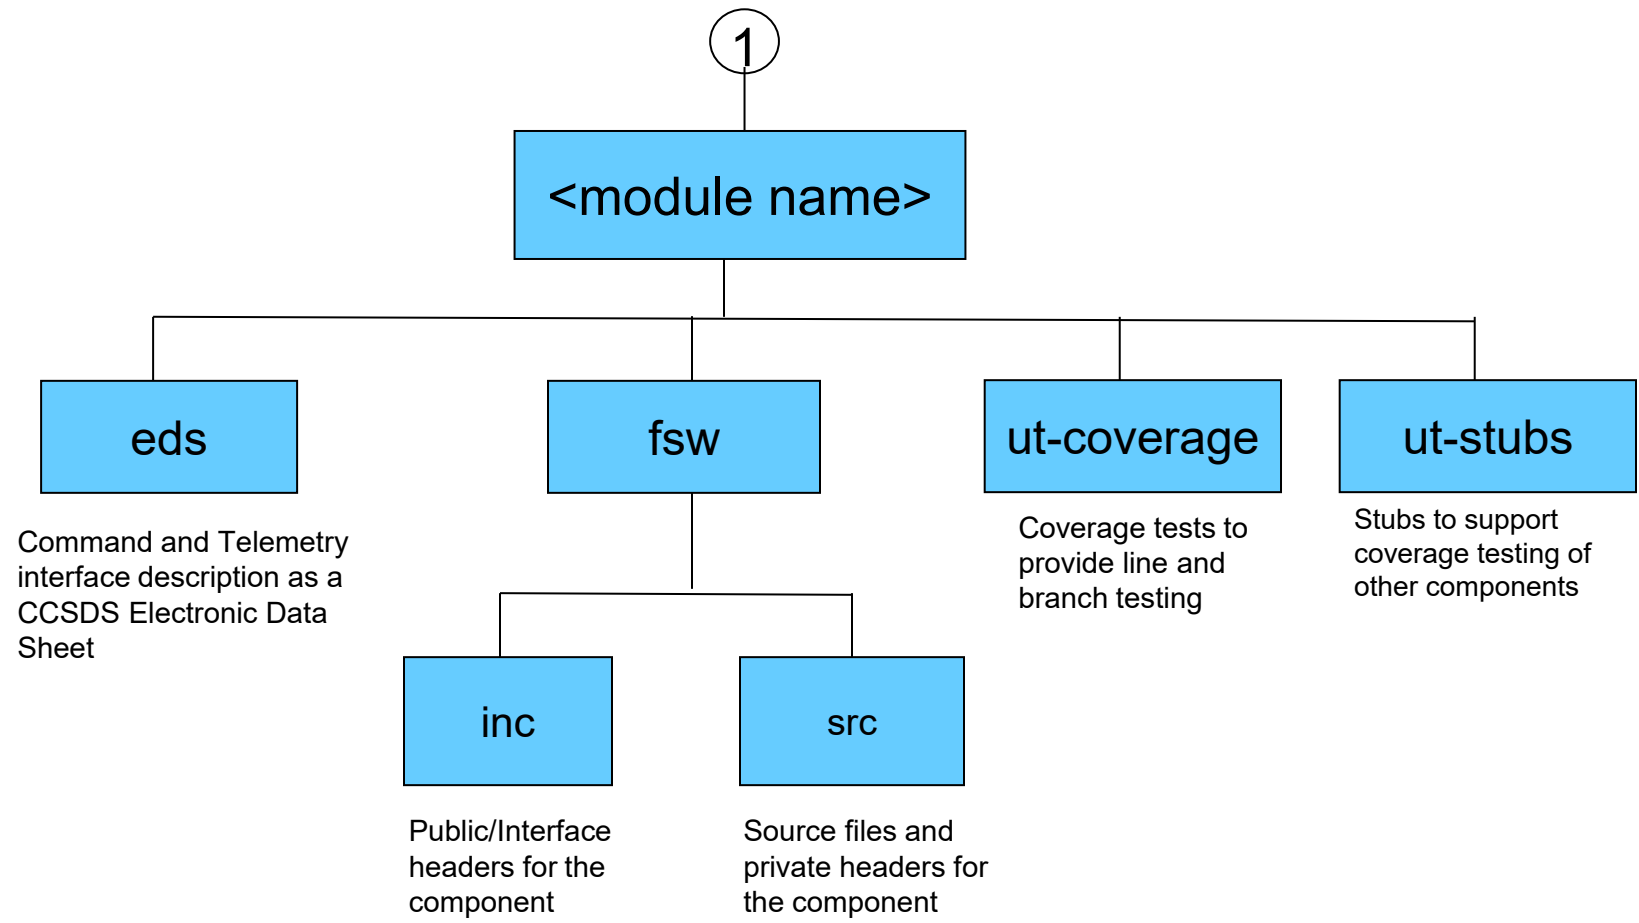 1
<module name>
eds
fsw
ut-coverage
ut-stubs
Command and Telemetry
interface description as a
CCSDS Electronic Data
Sheet
Coverage tests to
provide line and
branch testing
Stubs to support
coverage testing of
other components
inc
src
Public/Interface
headers for the
component
Source files and
private headers for
the component